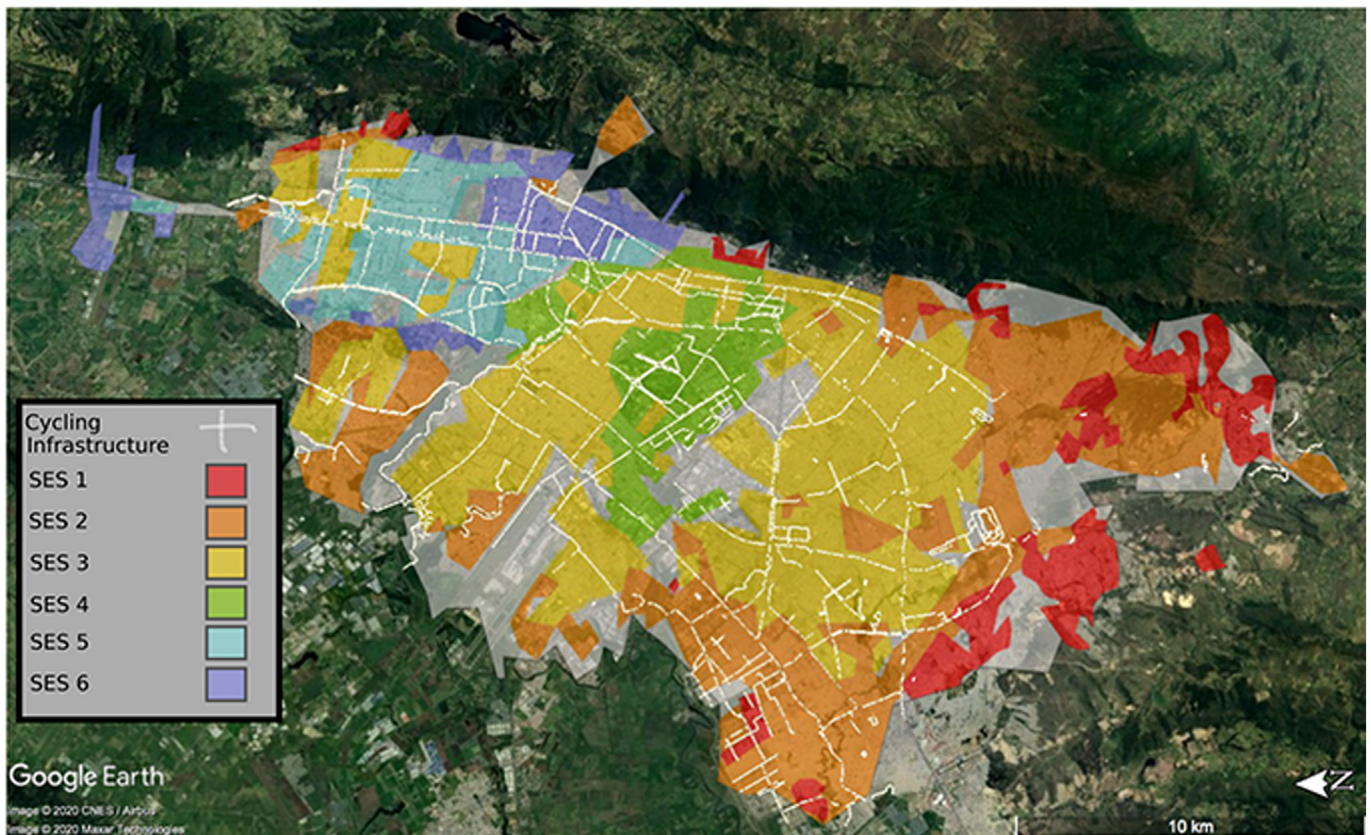 Cycling
Infrastructure
SES 1
SES 2
SES 3
SES 4
SES 5
SES 6
Google Earth
Image © 2020 CNES / Airbus
Image © 2020 Maxar Technologies
N
10 km